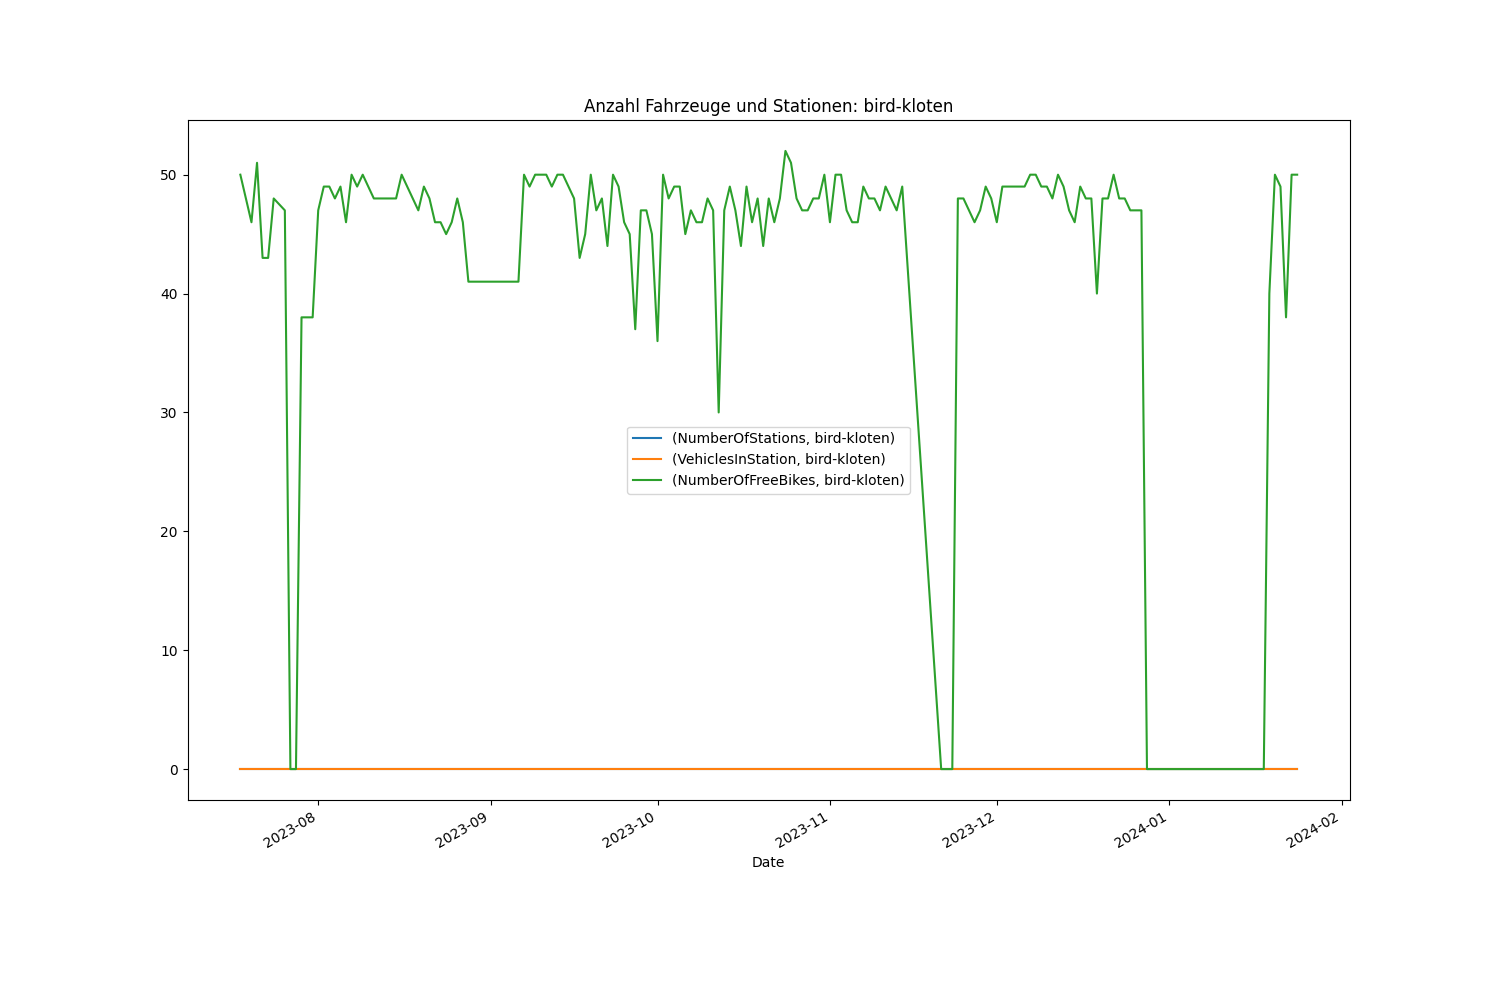 Anzahl Fahrzeuge und Stationen: bird-kloten
50
40
30
20
10
0
(NumberOfStations, bird-kloten)
(VehiclesInStation, bird-kloten)
(NumberOfFreeBikes, bird-kloten)
2023-08
2023-09
2023-10
2023-11
2023-12
2024-01
2024-02
Date